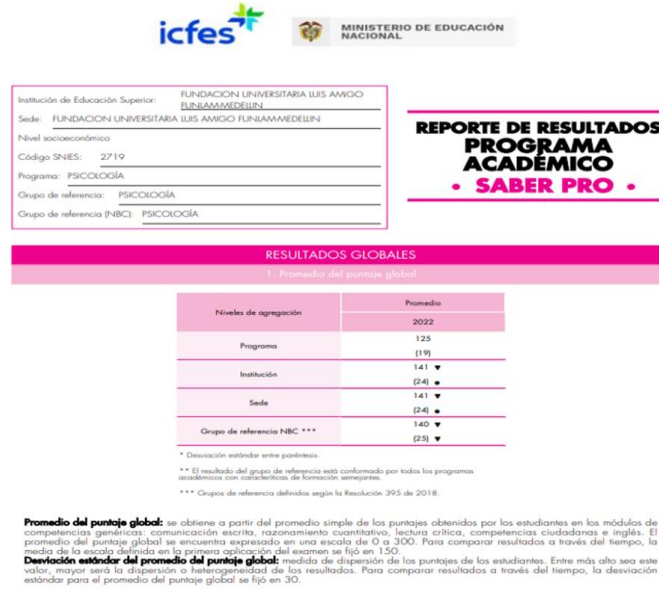 icfes
MINISTERIO DE EDUCACIÓN
NACIONAL
Institución de Educación Superior: FUNDACION UNIVERSITARIA LUIS AMIGO
FUNLAM-MEDELLIN
Sede: FUNDACION UNIVERSITARIA LUIS AMIGO FUNLAM-MEDELLIN
Nivel socioeconómico
Código SNIES: 2719
Programa: PSICOLOGÍA
Grupo de referencia: PSICOLOGÍA
Grupo de referencia (NBC): PSICOLOGÍA
REPORTE DE RESULTADOS
PROGRAMA
ACADÉMICO
• SABER PRO •
RESULTADOS GLOBALES
1. Promedio del puntaje global
Niveles de agregación
Promedio
2022
Programa
125
(19)
Institución
141 ▼
(24) ●
Sede
141 ▼
(24) ●
Grupo de referencia NBC ***
140 ▼
(25) ▼
* Desviación estándar entre paréntesis.
** El resultado del grupo de referencia está conformado por todos los programas
académicos con características de formación semejantes.
*** Grupos de referencia definidos según la Resolución 395 de 2018.
Promedio del puntaje global: se obtiene a partir del promedio simple de los puntajes obtenidos por los estudiantes en los módulos de
competencias genéricas: comunicación escrita, razonamiento cuantitativo, lectura crítica, competencias ciudadanas e inglés. El
promedio del puntaje global se encuentra expresado en una escala de 0 a 300. Para comparar resultados a través del tiempo, la
media de la escala definida en la primera aplicación del examen se fijó en 150.
Desviación estándar del promedio del puntaje global: medida de dispersión de los puntajes de los estudiantes. Entre más alto sea este
valor, mayor será la dispersión o heterogeneidad de los resultados. Para comparar resultados a través del tiempo, la desviación
estándar para el promedio del puntaje global se fijó en 30.